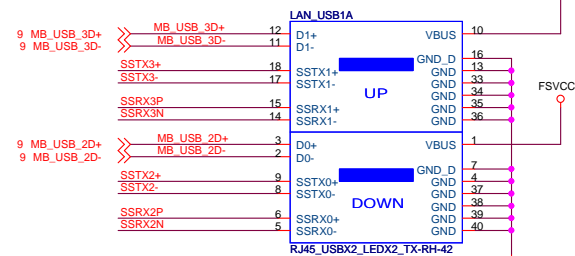 LAN_USB1A
9 MB_USB_3D+ MB_USB_3D+ 12 D1+ VBUS 10
9 MB_USB_3D- MB_USB_3D- 11 D1-
GND_D 16
SSTX3+ 18 SSTX1+ GND 13
SSTX3- 17 SSTX1- GND 33
UP GND 34
SSRX3P 15 SSRX1+ GND 35
SSRX3N 14 SSRX1- GND 36
FSVCC
9 MB_USB_2D+ MB_USB_2D+ 3 D0+ VBUS 1
9 MB_USB_2D- MB_USB_2D- 2 D0-
GND_D 7
SSTX2+ 9 SSTX0+ GND 4
SSTX2- 8 SSTX0- GND 37
DOWN GND 38
SSRX2P 6 SSRX0+ GND 39
SSRX2N 5 SSRX0- GND 40
RJ45_USBX2_LEDX2_TX-RH-42